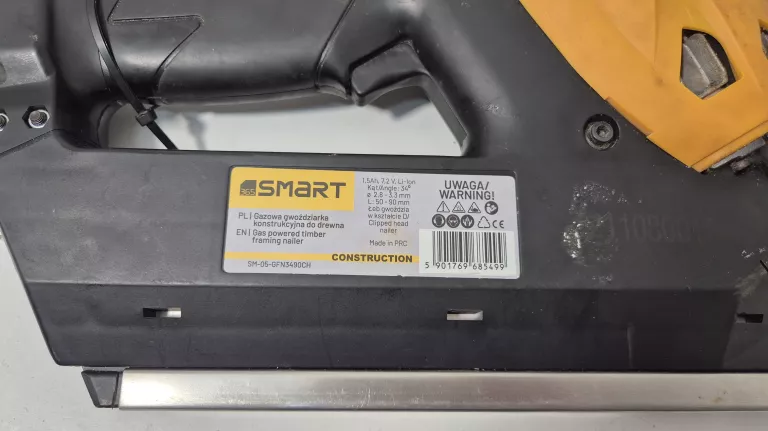 365 SMART
PL | Gazowa gwoździarka
konstrukcyjna do drewna
EN | Gas powered timber
framing nailer
SM-05-GFN3490CH
1,5Ah, 7,2 V, Li-Ion
Kąt/Angle: 34°
ø 2,8 - 3,3 mm
L: 50 - 90 mm
Łeb gwoździa
w kształcie D/
Clipped head
nailer
Made in PRC
UWAGA/
WARNING!
CE
5 901769 685499
CONSTRUCTION